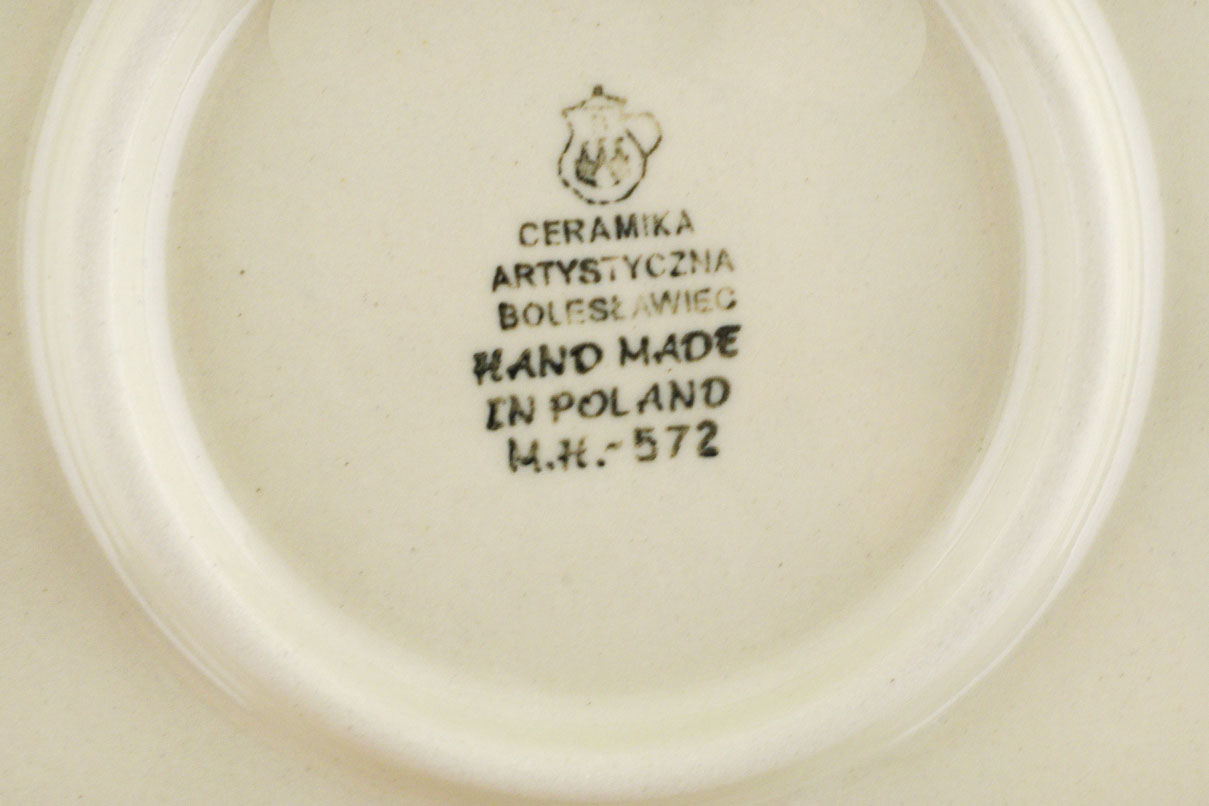 CERAMIKA
ARTYSTYCZNA
BOLESŁAWIEC
HAND MADE
IN POLAND
M.H.-572